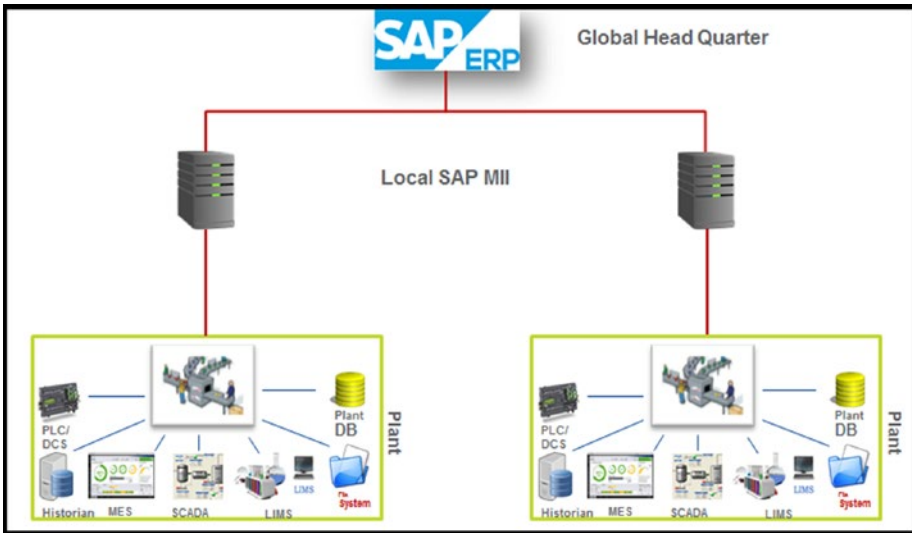 SAP
ERP
Global Head Quarter
Local SAP MII
PLC/
DCS
Plant
DB
Plant
Historian
MES
SCADA
LIMS
LIMS
File
System
PLC/
DCS
Plant
DB
Plant
Historian
MES
SCADA
LIMS
LIMS
File
System